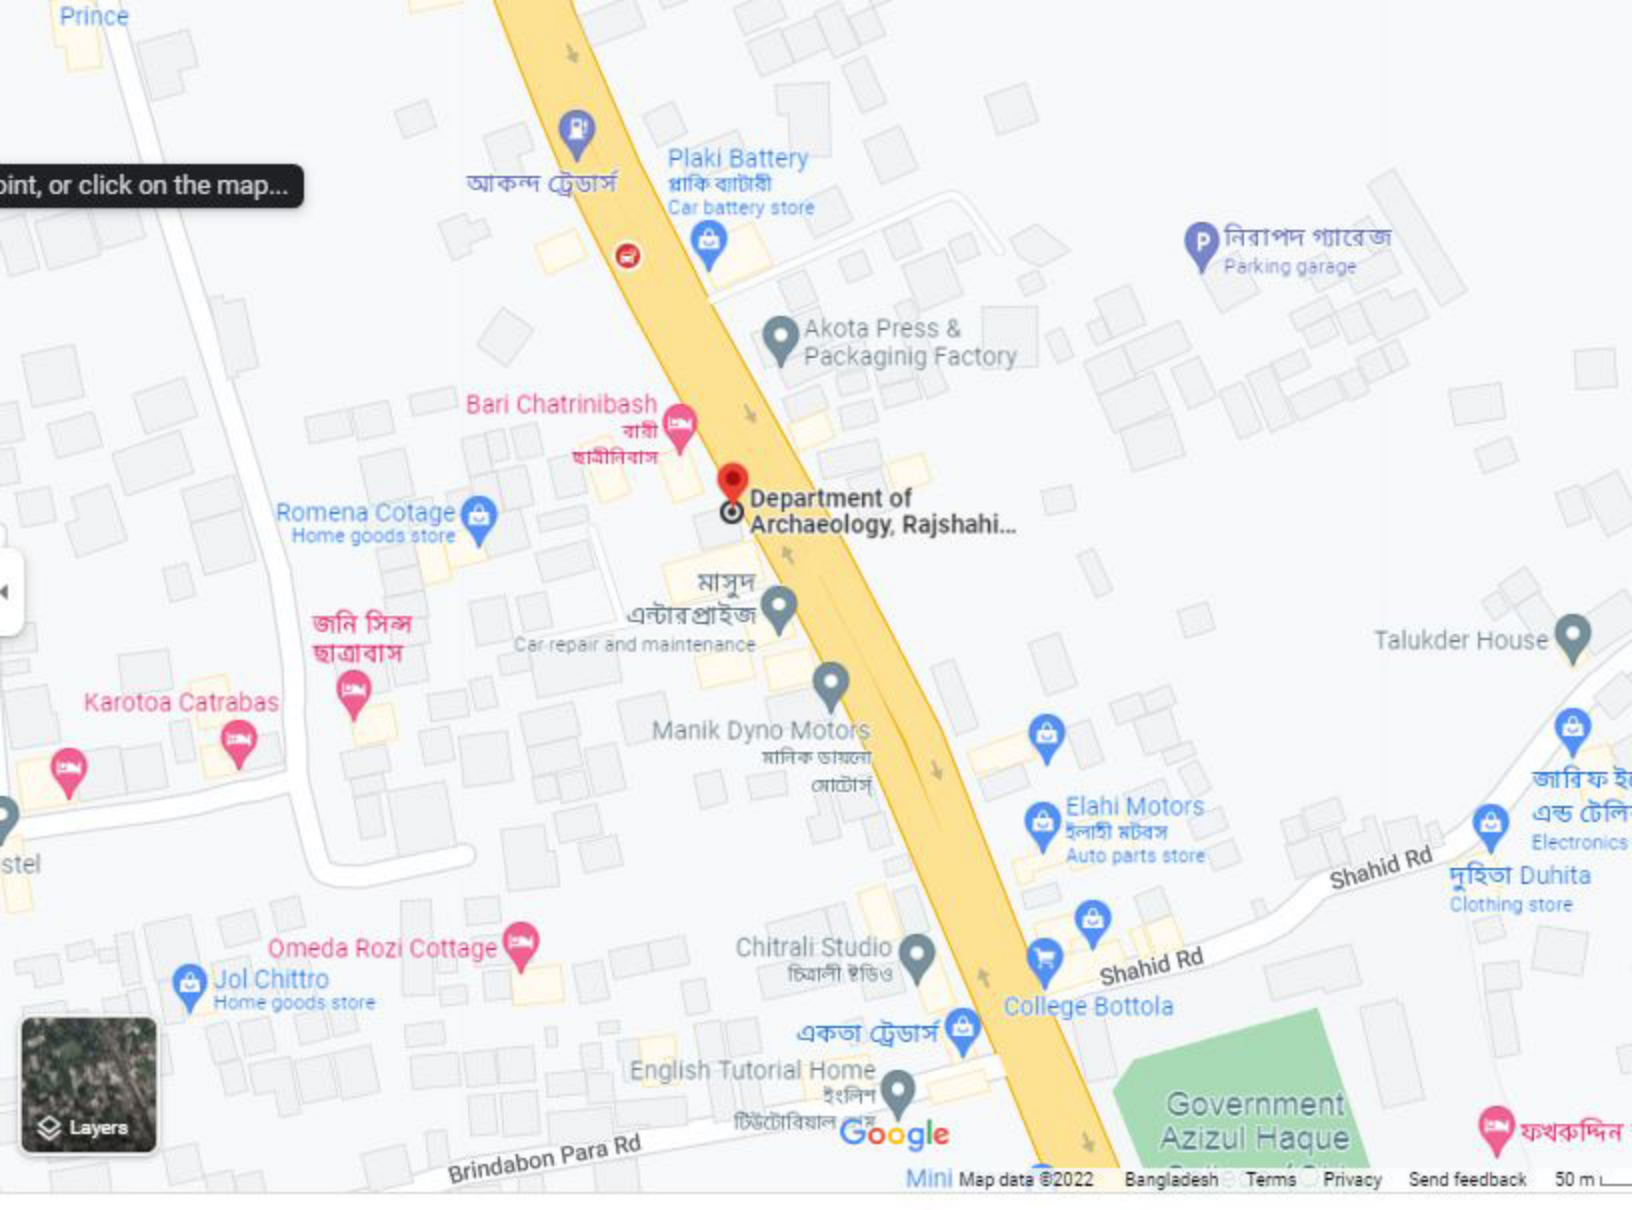 Prince
oint, or click on the map...
আকন্দ ট্রেডার্স
Plaki Battery
প্লাকি ব্যাটারী
Car battery store
নিরাপদ গ্যারেজ
Parking garage
Akota Press &
Packaginig Factory
Bari Chatrinibash
বারী
ছাত্রীনিবাস
Department of
Archaeology, Rajshahi...
Romena Cotage
Home goods store
মাসুদ
এন্টারপ্রাইজ
Car repair and maintenance
জনি সিন্স
ছাত্রাবাস
Talukder House
Karotoa Catrabas
Manik Dyno Motors
মানিক ডায়নো
মোটোর্স
Elahi Motors
ইলাহী মটরস
Auto parts store
জারিফ ই
এন্ড টেলি
Electronics
stel
Shahid Rd
দুহিতা Duhita
Clothing store
Omeda Rozi Cottage
Chitrali Studio
চিত্রালী ষ্টডিও
Shahid Rd
Jol Chittro
Home goods store
College Bottola
একতা ট্রেডার্স
English Tutorial Home
ইংলিশ
টিউটোরিয়াল
Government
Azizul Haque
Layers
Google
ফখরুদ্দিন
Brindabon Para Rd
Mini
Map data ©2022 Bangladesh Terms Privacy Send feedback 50 m